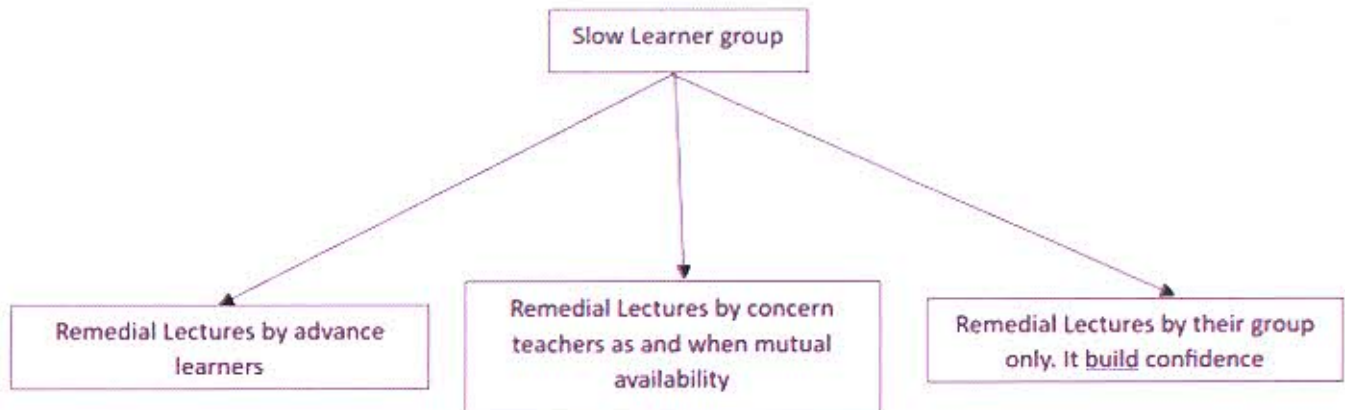 Slow Learner group
Remedial Lectures by advance
learners
Remedial Lectures by concern
teachers as and when mutual
availability
Remedial Lectures by their group
only. It build confidence